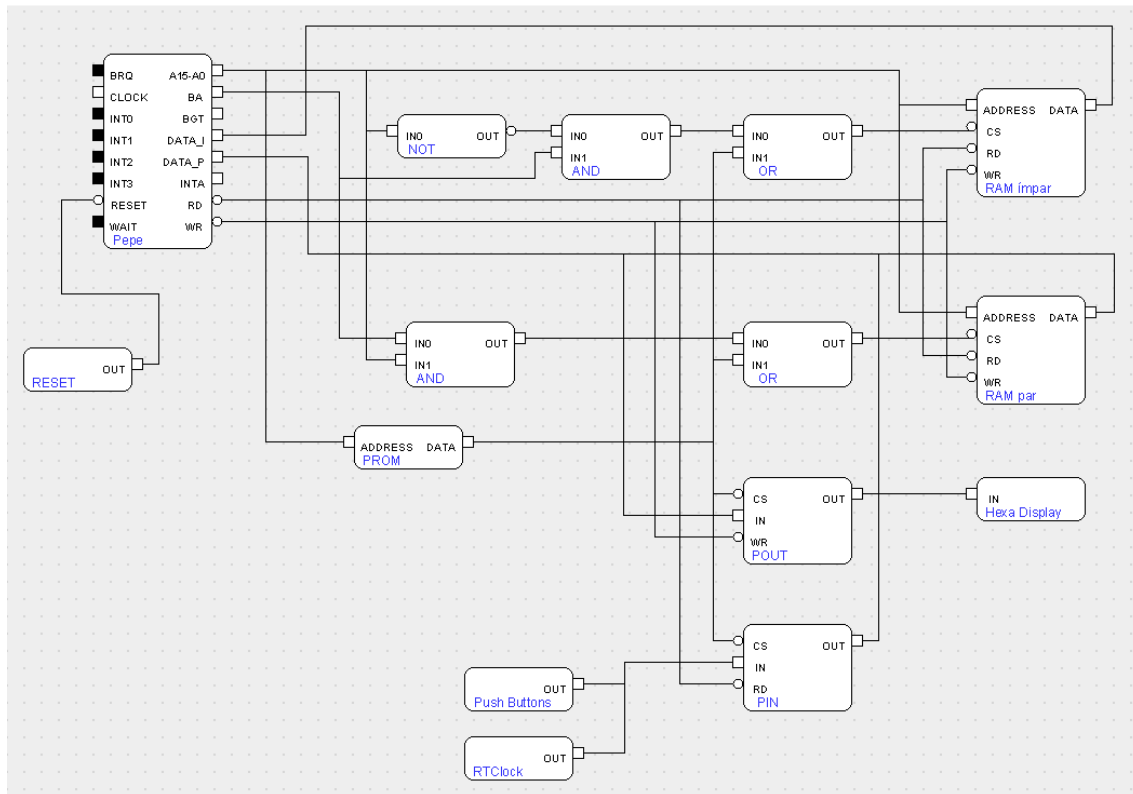 BRQ A15-A0
CLOCK BA
INT0 BGT
INT1 DATA_I
INT2 DATA_P
INT3 INTA
RESET RD
WAIT WR
Pepe
IN0 OUT
NOT
IN0 OUT
IN1
AND
IN0 OUT
IN1
OR
ADDRESS DATA
CS
RD
WR
RAM ímpar
OUT
RESET
IN0 OUT
IN1
AND
IN0 OUT
IN1
OR
ADDRESS DATA
CS
RD
WR
RAM par
ADDRESS DATA
PROM
CS OUT
IN
WR
POUT
IN
Hexa Display
CS OUT
IN
RD
PIN
OUT
Push Buttons
OUT
RTClock